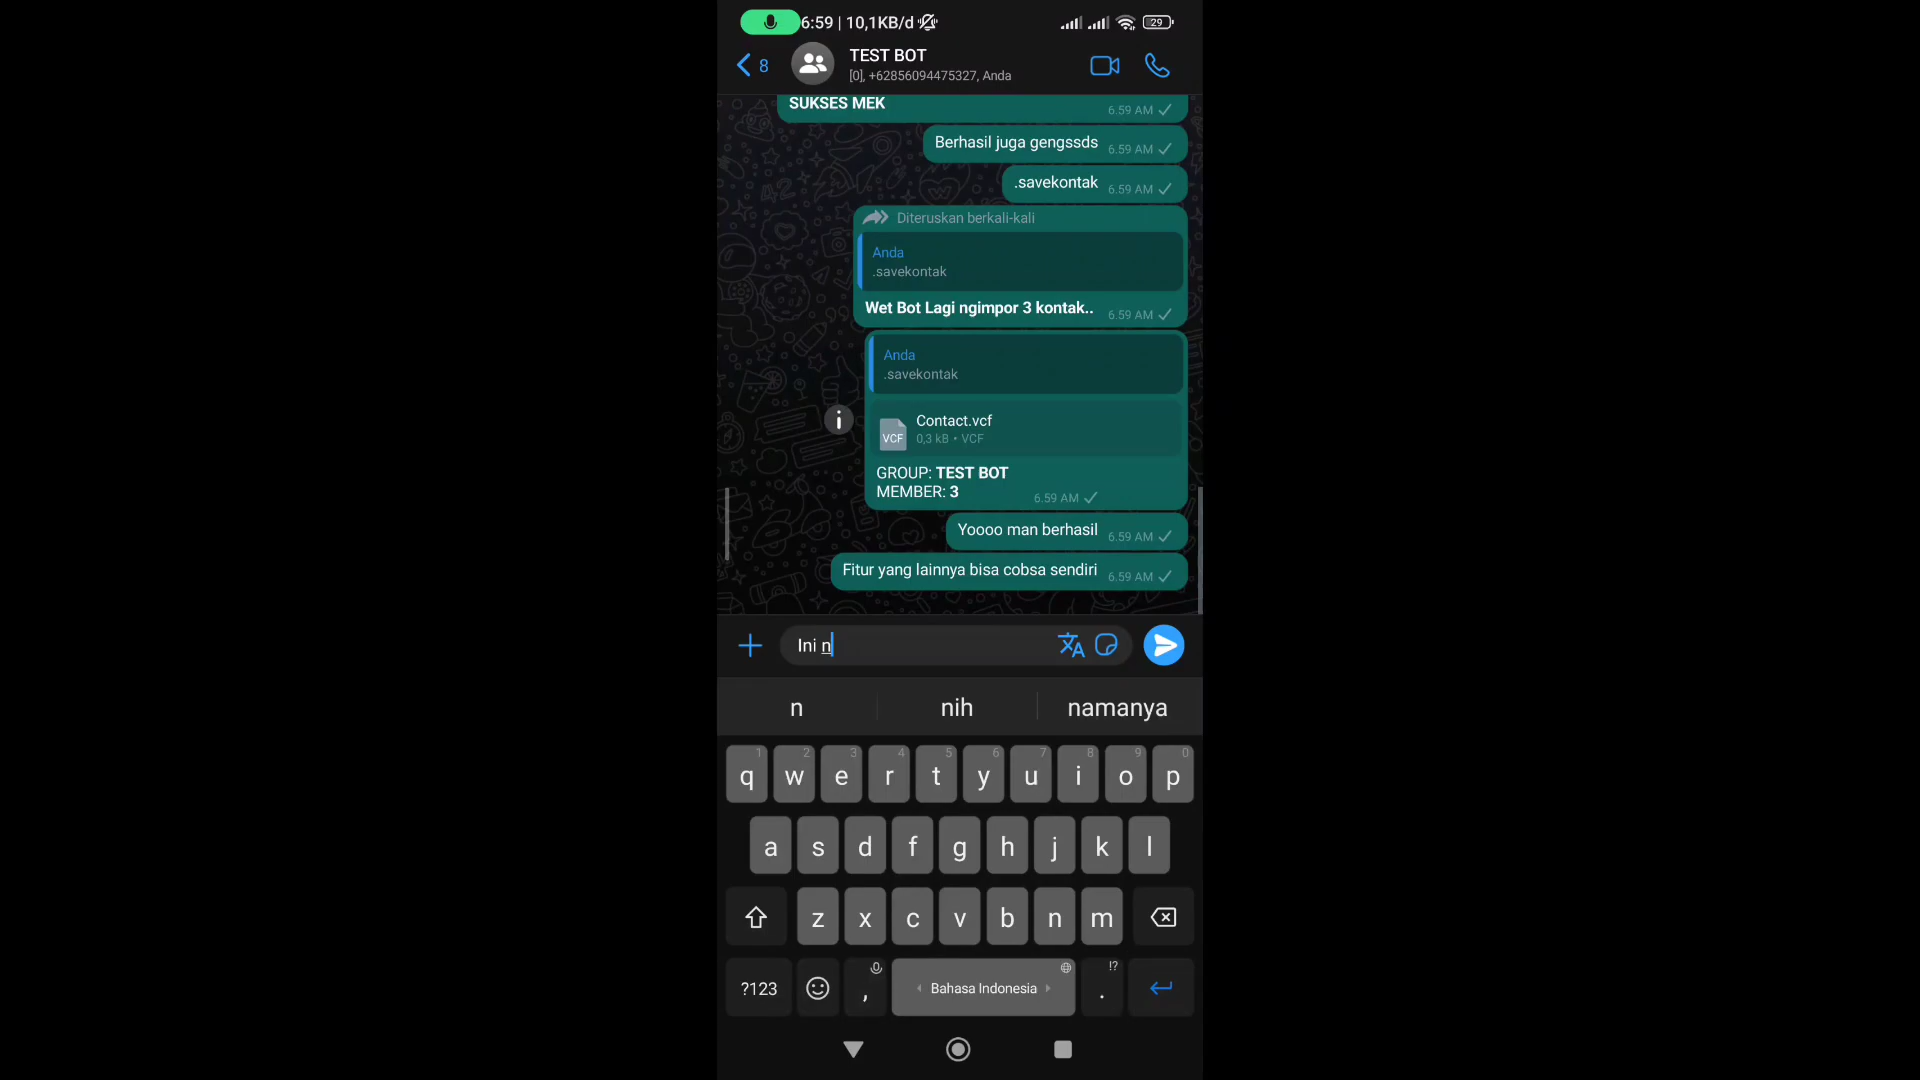 6:59 | 10,1KB/d
29
8
TEST BOT
[0], +62856094475327, Anda
SUKSES MEK
6.59 AM
Berhasil juga gengssds
6.59 AM
.savekontak
6.59 AM
Diteruskan berkali-kali
Anda
.savekontak
Wet Bot Lagi ngimpor 3 kontak..
6.59 AM
Anda
.savekontak
Contact.vcf
VCF
0,3 kB • VCF
GROUP: TEST BOT
MEMBER: 3
6.59 AM
Yoooo man berhasil
6.59 AM
Fitur yang lainnya bisa cobsa sendiri
6.59 AM
Ini n
n nih namanya
1 2 3 4 5 6 7 8 9 0
q w e r t y u i o p
a s d f g h j k l
z x c v b n m
?123 , Bahasa Indonesia . !?